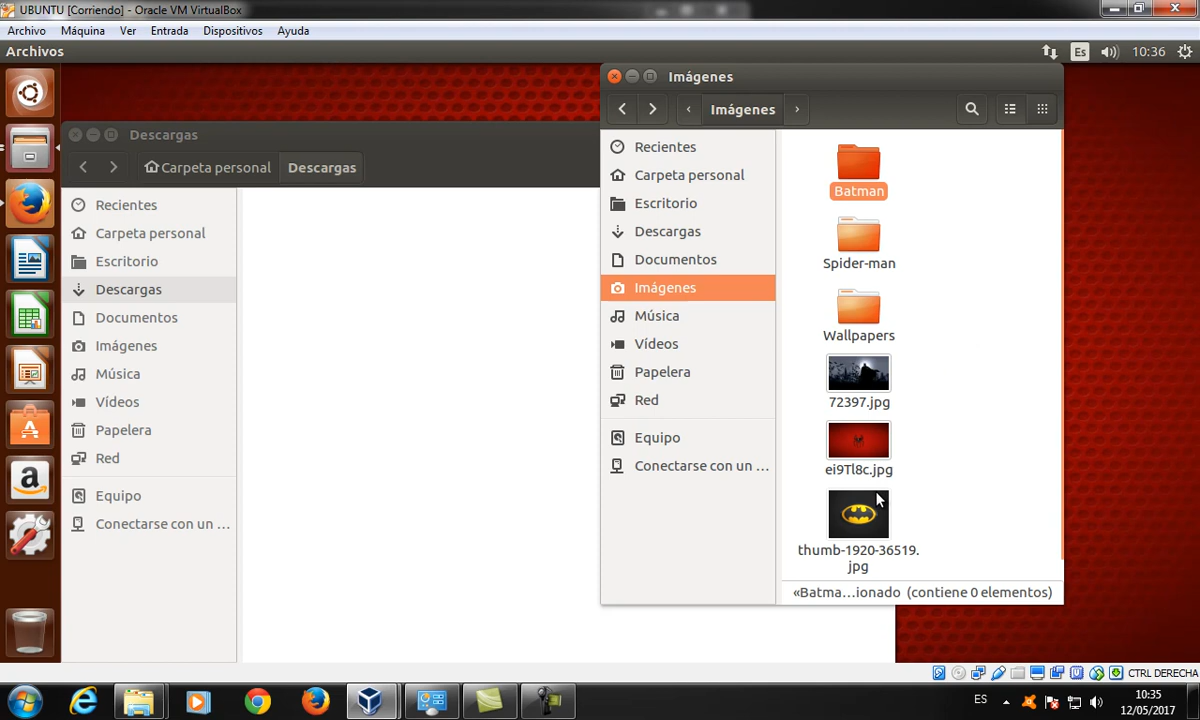 UBUNTU [Corriendo] - Oracle VM VirtualBox
Archivo Máquina Ver Entrada Dispositivos Ayuda
Archivos Es 10:36
Descargas
Carpeta personal Descargas
Recientes
Carpeta personal
Escritorio
Descargas
Documentos
Imágenes
Música
Vídeos
Papelera
Red
Equipo
Conectarse con un ...
Imágenes
Imágenes
Recientes
Carpeta personal
Escritorio
Descargas
Documentos
Imágenes
Música
Vídeos
Papelera
Red
Equipo
Conectarse con un ...
Batman
Spider-man
Wallpapers
72397.jpg
ei9Tl8c.jpg
thumb-1920-36519.
jpg
«Batma...ionado (contiene 0 elementos)
CTRL DERECHA
ES 10:35
12/05/2017